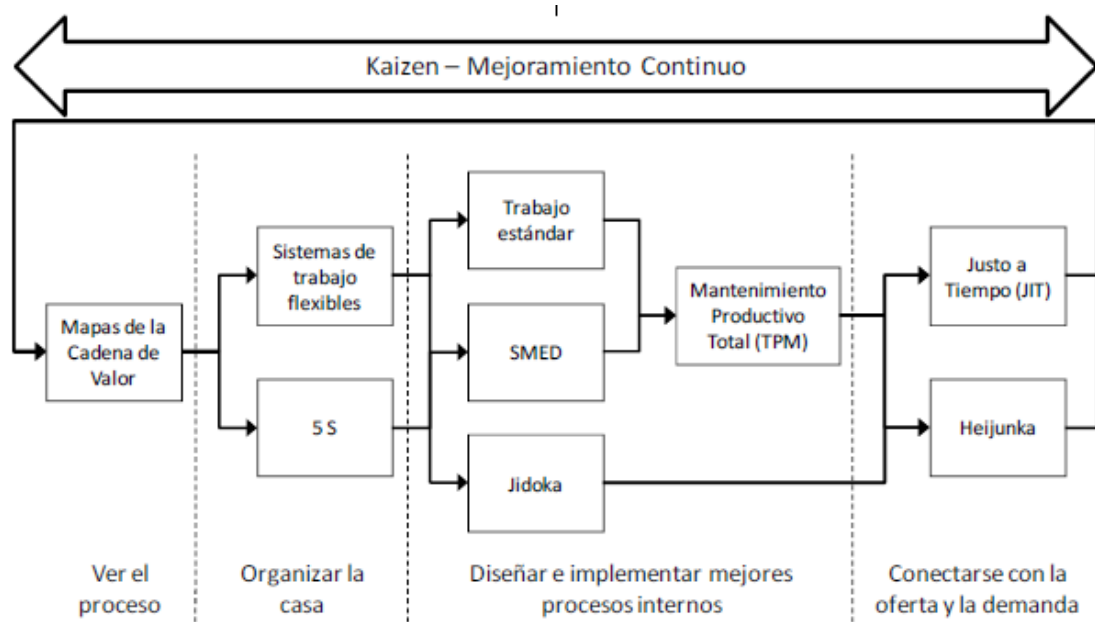 Kaizen – Mejoramiento Continuo
Mapas de la
Cadena de
Valor
Sistemas de
trabajo
flexibles
5 S
Trabajo
estándar
SMED
Jidoka
Mantenimiento
Productivo
Total (TPM)
Justo a
Tiempo (JIT)
Heijunka
Ver el
proceso
Organizar la
casa
Diseñar e implementar mejores
procesos internos
Conectarse con la
oferta y la demanda